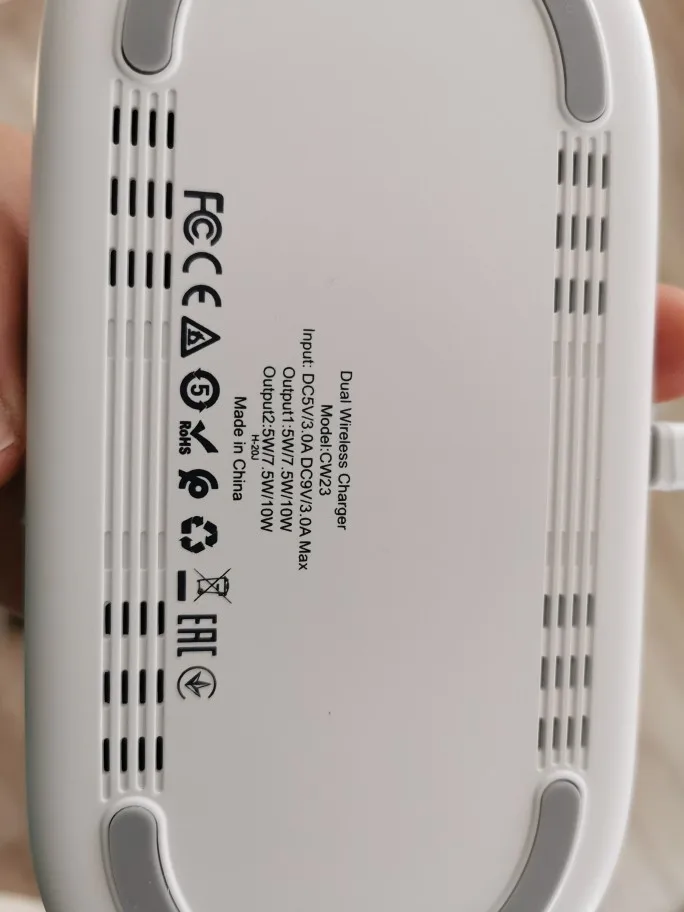 Dual Wireless Charger
Model:CW23
Input: DC5V/3.0A DC9V/3.0A Max
Output1:5W/7.5W/10W
Output2:5W/7.5W/10W
Made in China
H-20J
FC CE 5 RoHS EAC